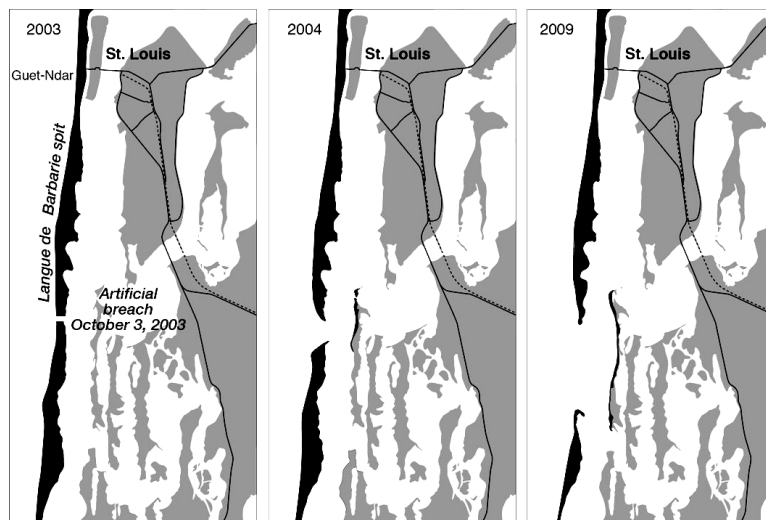 2003
St. Louis
Guet-Ndar
Langue de Barbarie spit
Artificial
breach
October 3, 2003
2004
St. Louis
2009
St. Louis